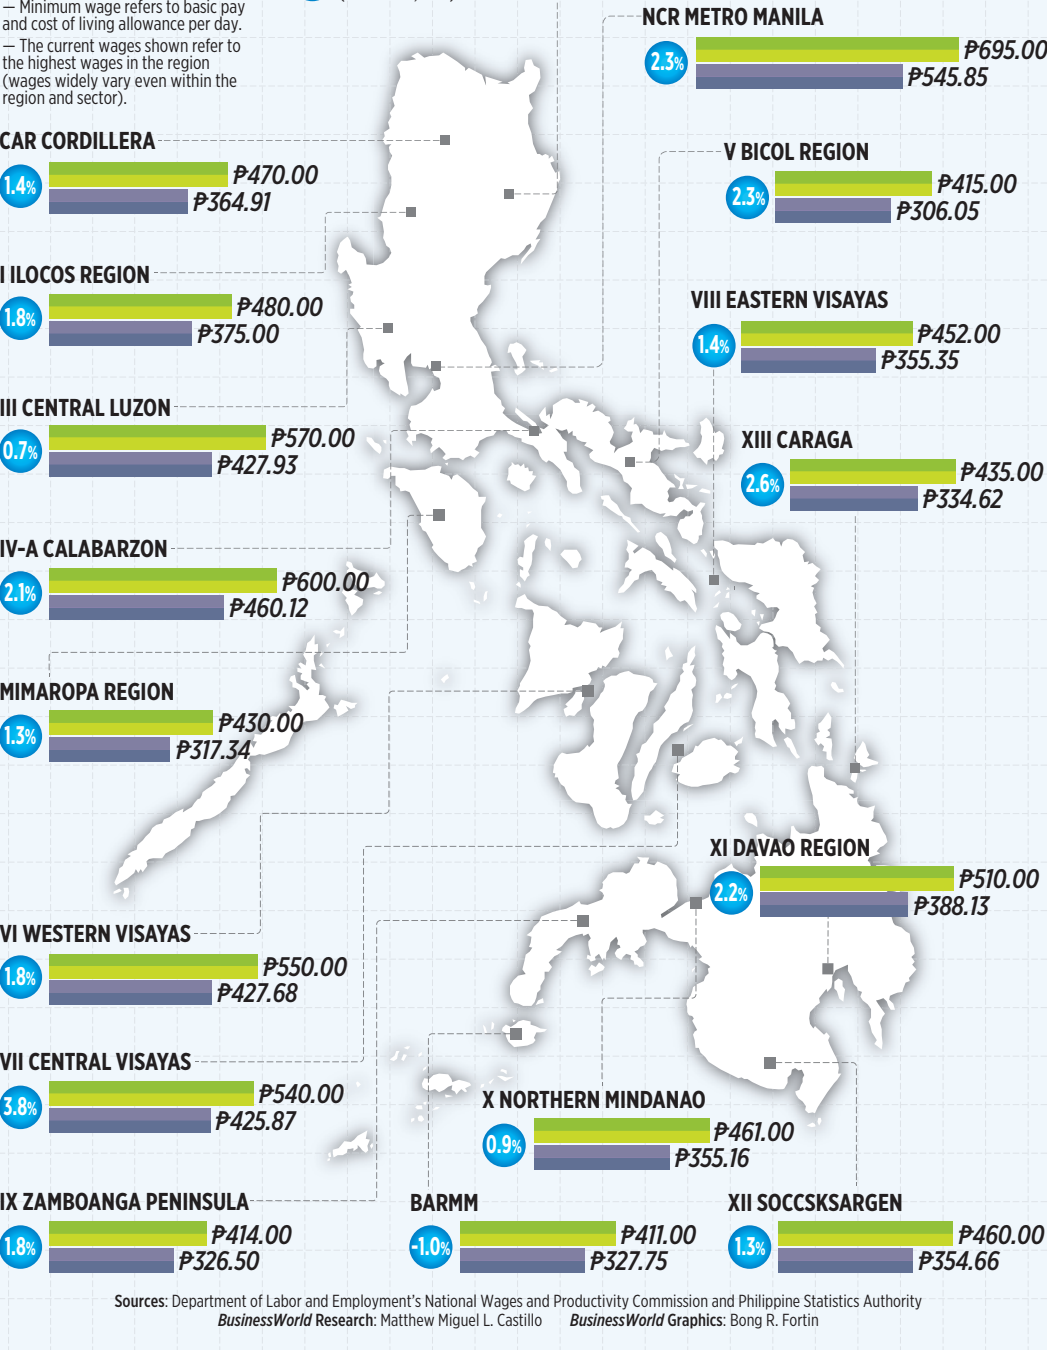 — Minimum wage refers to basic pay
and cost of living allowance per day.
— The current wages shown refer to
the highest wages in the region
(wages widely vary even within the
region and sector).
NCR METRO MANILA
2.3%
₱695.00
₱545.85
CAR CORDILLERA
1.4%
₱470.00
₱364.91
V BICOL REGION
2.3%
₱415.00
₱306.05
I ILOCOS REGION
1.8%
₱480.00
₱375.00
VIII EASTERN VISAYAS
1.4%
₱452.00
₱355.35
III CENTRAL LUZON
0.7%
₱570.00
₱427.93
XIII CARAGA
2.6%
₱435.00
₱334.62
IV-A CALABARZON
2.1%
₱600.00
₱460.12
MIMAROPA REGION
1.3%
₱430.00
₱317.34
XI DAVAO REGION
2.2%
₱510.00
₱388.13
VI WESTERN VISAYAS
1.8%
₱550.00
₱427.68
VII CENTRAL VISAYAS
3.8%
₱540.00
₱425.87
X NORTHERN MINDANAO
0.9%
₱461.00
₱355.16
IX ZAMBOANGA PENINSULA
1.8%
₱414.00
₱326.50
BARMM
-1.0%
₱411.00
₱327.75
XII SOCCSKSARGEN
1.3%
₱460.00
₱354.66
Sources: Department of Labor and Employment's National Wages and Productivity Commission and Philippine Statistics Authority
BusinessWorld Research: Matthew Miguel L. Castillo BusinessWorld Graphics: Bong R. Fortin